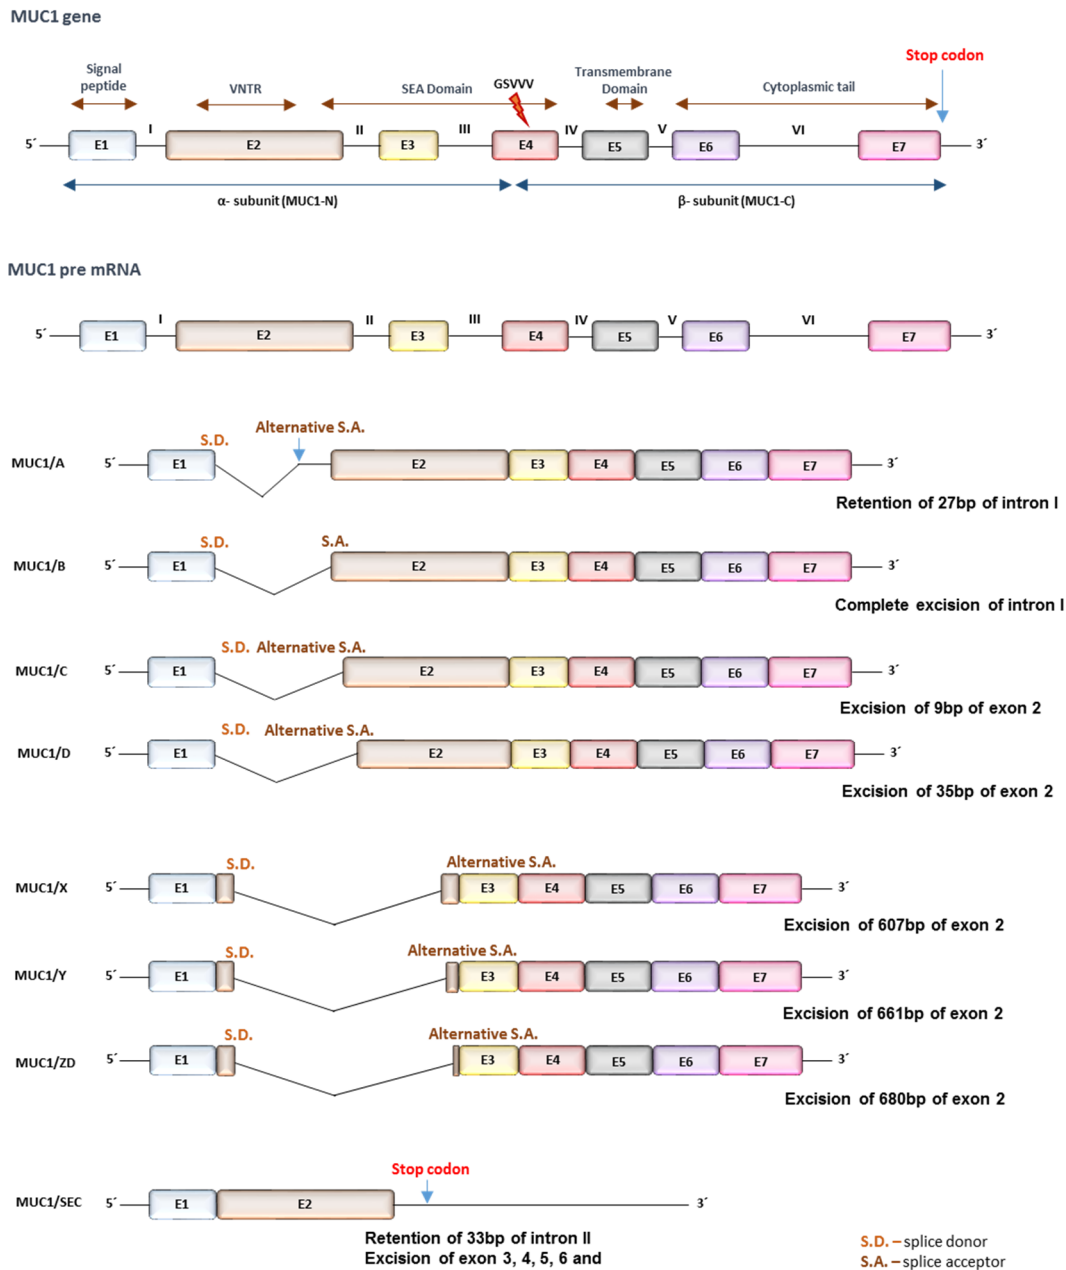 MUC1 gene
Stop codon
Signal
peptide
VNTR
SEA Domain
GSVVV
Transmembrane
Domain
Cytoplasmic tail
5´ E1 I E2 II E3 III E4 IV E5 V E6 VI E7 3´
α- subunit (MUC1-N)
β- subunit (MUC1-C)
MUC1 pre mRNA
5´ E1 I E2 II E3 III E4 IV E5 V E6 VI E7 3´
S.D. Alternative S.A.
MUC1/A 5´ E1 E2 E3 E4 E5 E6 E7 3´
Retention of 27bp of intron I
S.D. S.A.
MUC1/B 5´ E1 E2 E3 E4 E5 E6 E7 3´
Complete excision of intron I
S.D. Alternative S.A.
MUC1/C 5´ E1 E2 E3 E4 E5 E6 E7 3´
Excision of 9bp of exon 2
S.D. Alternative S.A.
MUC1/D 5´ E1 E2 E3 E4 E5 E6 E7 3´
Excision of 35bp of exon 2
S.D. Alternative S.A.
MUC1/X 5´ E1 E3 E4 E5 E6 E7 3´
Excision of 607bp of exon 2
S.D. Alternative S.A.
MUC1/Y 5´ E1 E3 E4 E5 E6 E7 3´
Excision of 661bp of exon 2
S.D. Alternative S.A.
MUC1/ZD 5´ E1 E3 E4 E5 E6 E7 3´
Excision of 680bp of exon 2
Stop codon
MUC1/SEC 5´ E1 E2 3´
Retention of 33bp of intron II
Excision of exon 3, 4, 5, 6 and
S.D. – splice donor
S.A. – splice acceptor